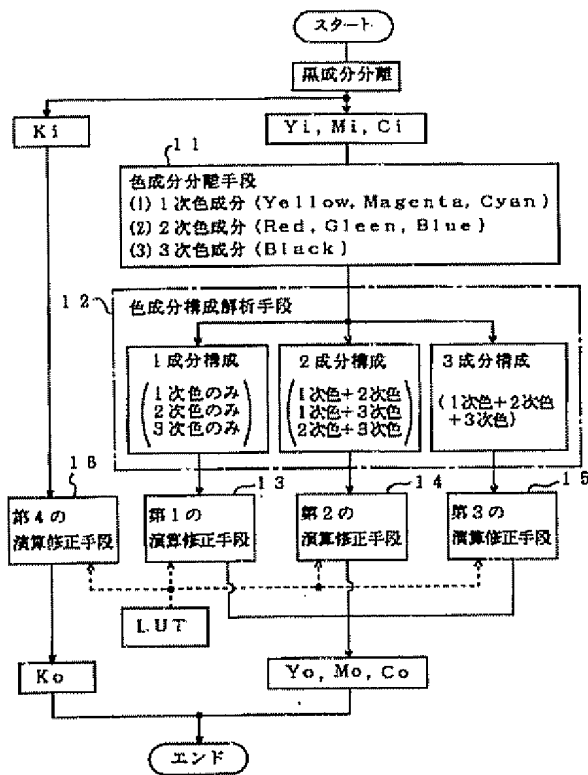 スタート
黒成分分離
Ki
Yi, Mi, Ci
11
色成分分離手段
(1) 1次色成分 (Yellow, Magenta, Cyan)
(2) 2次色成分 (Red, Gleen, Blue)
(3) 3次色成分 (Black)
12
色成分構成解析手段
1成分構成
(1次色のみ
2次色のみ
3次色のみ)
2成分構成
(1次色+2次色
1次色+3次色
2次色+3次色)
3成分構成
(1次色+2次色
+3次色)
16
13
14
15
第4の
演算修正手段
第1の
演算修正手段
第2の
演算修正手段
第3の
演算修正手段
LUT
Ko
Yo, Mo, Co
エンド